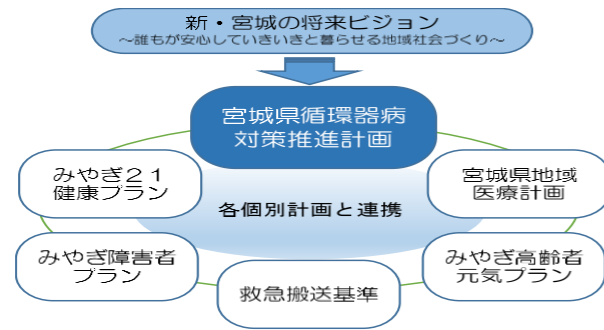 新・宮城の将来ビジョン
～誰もが安心していきいきと暮らせる地域社会づくり～
宮城県循環器病
対策推進計画
みやぎ２１
健康プラン
宮城県地域
医療計画
各個別計画と連携
みやぎ障害者
プラン
みやぎ高齢者
元気プラン
救急搬送基準